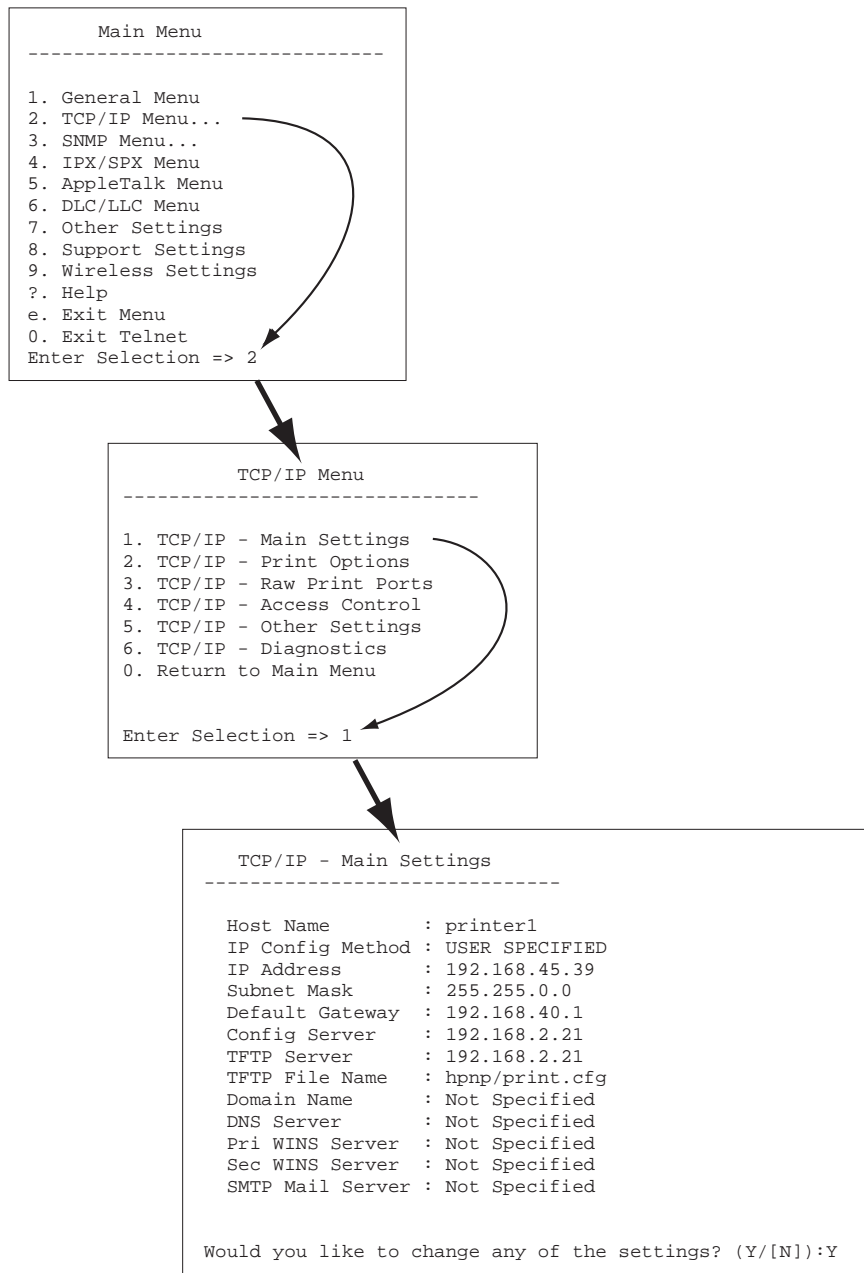 Main Menu
-------------------------------
1. General Menu
2. TCP/IP Menu...
3. SNMP Menu...
4. IPX/SPX Menu
5. AppleTalk Menu
6. DLC/LLC Menu
7. Other Settings
8. Support Settings
9. Wireless Settings
?. Help
e. Exit Menu
0. Exit Telnet
Enter Selection => 2
TCP/IP Menu
-------------------------------
1. TCP/IP - Main Settings
2. TCP/IP - Print Options
3. TCP/IP - Raw Print Ports
4. TCP/IP - Access Control
5. TCP/IP - Other Settings
6. TCP/IP - Diagnostics
0. Return to Main Menu
Enter Selection => 1
TCP/IP - Main Settings
-------------------------------
Host Name : printer1
IP Config Method : USER SPECIFIED
IP Address : 192.168.45.39
Subnet Mask : 255.255.0.0
Default Gateway : 192.168.40.1
Config Server : 192.168.2.21
TFTP Server : 192.168.2.21
TFTP File Name : hpnp/print.cfg
Domain Name : Not Specified
DNS Server : Not Specified
Pri WINS Server : Not Specified
Sec WINS Server : Not Specified
SMTP Mail Server : Not Specified
Would you like to change any of the settings? (Y/[N]):Y